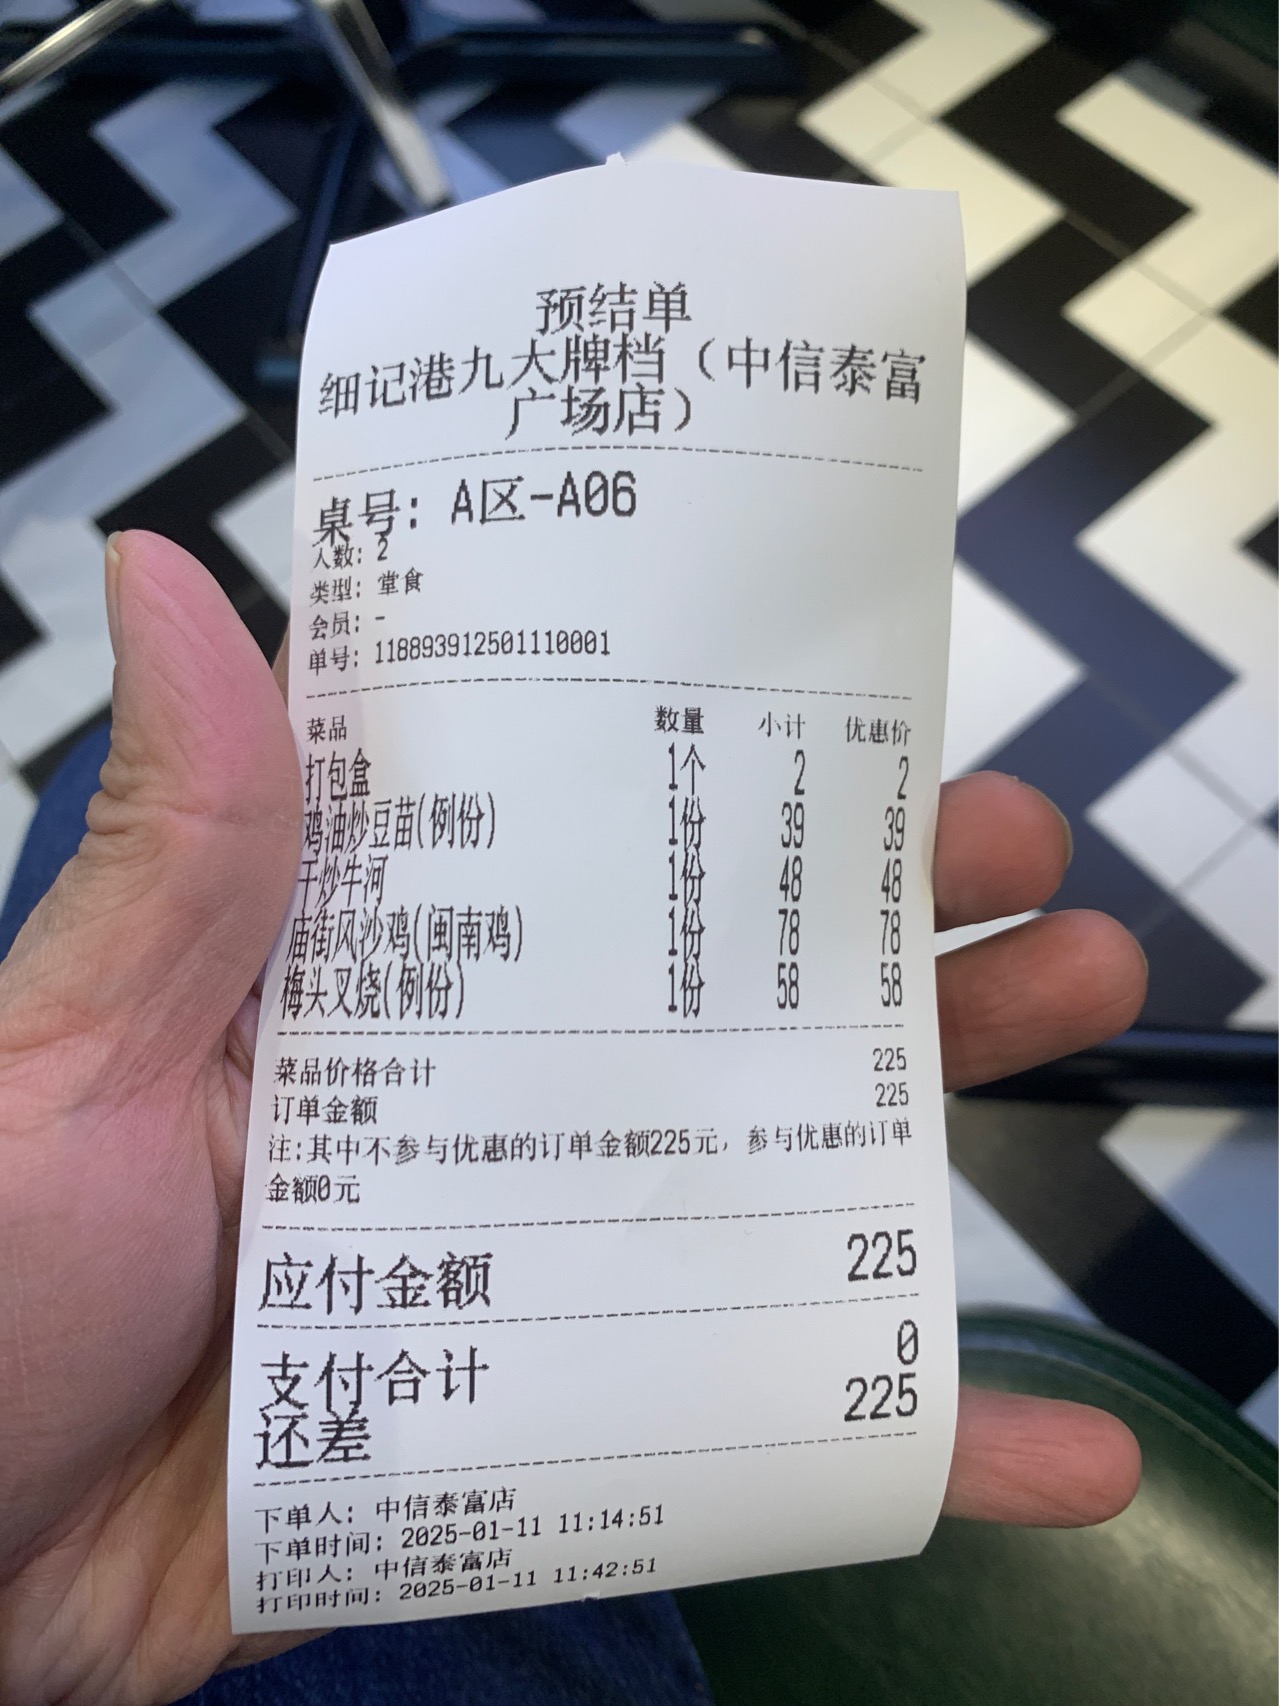 预结单
细记港九大牌档（中信泰富
广场店）
桌号: A区-A06
人数: 2
类型: 堂食
会员: -
单号: 118893912501110001
菜品 数量 小计 优惠价
打包盒 1个 2 2
鸡油炒豆苗(例份) 1份 39 39
干炒牛河 1份 48 48
庙街风沙鸡(闽南鸡) 1份 78 78
梅头叉烧(例份) 1份 58 58
菜品价格合计 225
订单金额 225
注:其中不参与优惠的订单金额225元，参与优惠的订单
金额0元
应付金额 225
支付合计 0
还差 225
下单人: 中信泰富店
下单时间: 2025-01-11 11:14:51
打印人: 中信泰富店
打印时间: 2025-01-11 11:42:51